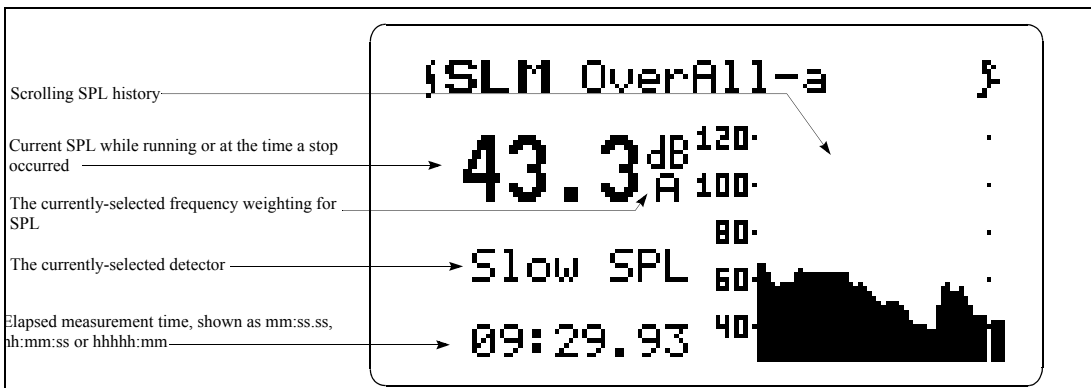 Scrolling SPL history
Current SPL while running or at the time a stop
occurred
The currently-selected frequency weighting for
SPL
The currently-selected detector
Elapsed measurement time, shown as mm:ss.ss,
hh:mm:ss or hhhhh:mm
SLM OverAll-a
43.3 dB
A
Slow SPL
09:29.93
120
100
80
60
40